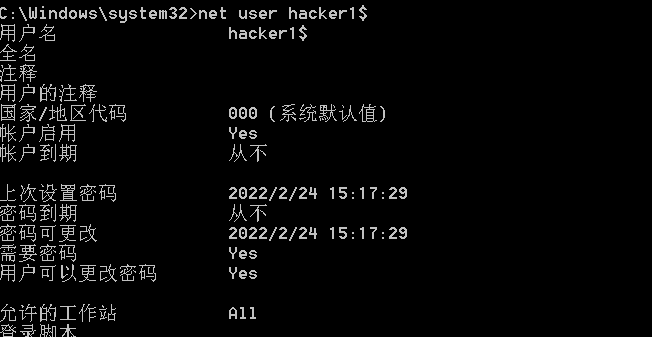 C:\Windows\system32>net user hacker1$
用户名 hacker1$
全名
注释
用户的注释
国家/地区代码 000 (系统默认值)
帐户启用 Yes
帐户到期 从不
上次设置密码 2022/2/24 15:17:29
密码到期 从不
密码可更改 2022/2/24 15:17:29
需要密码 Yes
用户可以更改密码 Yes
允许的工作站 All
登录脚本